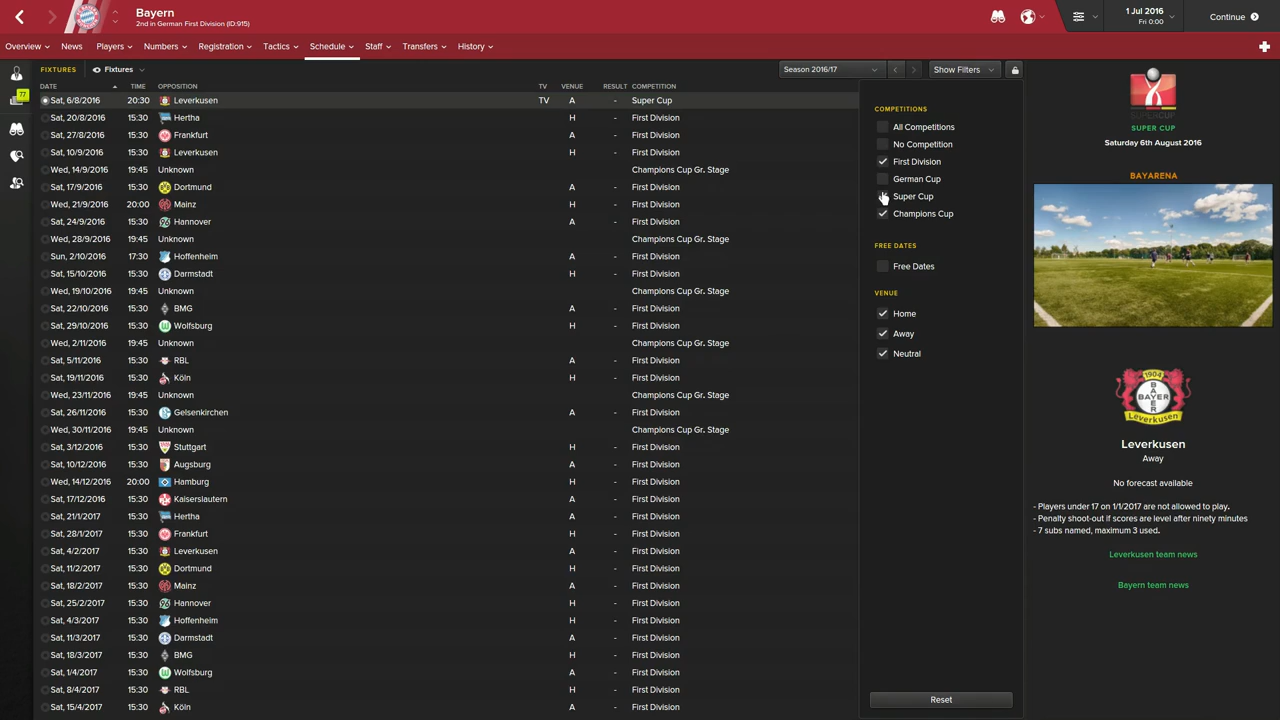 Bayern
2nd in German First Division (ID:915)
1 Jul 2016
Fri 0:00
Continue
Overview News Players Numbers Registration Tactics Schedule Staff Transfers History
77
FIXTURES Fixtures Season 2016/17 Show Filters
DATE TIME OPPOSITION TV VENUE RESULT COMPETITION
Sat, 6/8/2016 20:30 Leverkusen TV A - Super Cup
Sat, 20/8/2016 15:30 Hertha H - First Division
Sat, 27/8/2016 15:30 Frankfurt A - First Division
Sat, 10/9/2016 15:30 Leverkusen H - First Division
Wed, 14/9/2016 19:45 Unknown Champions Cup Gr. Stage
Sat, 17/9/2016 15:30 Dortmund A - First Division
Wed, 21/9/2016 20:00 Mainz H - First Division
Sat, 24/9/2016 15:30 Hannover A - First Division
Wed, 28/9/2016 19:45 Unknown Champions Cup Gr. Stage
Sun, 2/10/2016 17:30 Hoffenheim A - First Division
Sat, 15/10/2016 15:30 Darmstadt H - First Division
Wed, 19/10/2016 19:45 Unknown Champions Cup Gr. Stage
Sat, 22/10/2016 15:30 BMG A - First Division
Sat, 29/10/2016 15:30 Wolfsburg H - First Division
Wed, 2/11/2016 19:45 Unknown Champions Cup Gr. Stage
Sat, 5/11/2016 15:30 RBL A - First Division
Sat, 19/11/2016 15:30 Köln H - First Division
Wed, 23/11/2016 19:45 Unknown Champions Cup Gr. Stage
Sat, 26/11/2016 15:30 Gelsenkirchen A - First Division
Wed, 30/11/2016 19:45 Unknown Champions Cup Gr. Stage
Sat, 3/12/2016 15:30 Stuttgart H - First Division
Sat, 10/12/2016 15:30 Augsburg A - First Division
Wed, 14/12/2016 20:00 Hamburg H - First Division
Sat, 17/12/2016 15:30 Kaiserslautern A - First Division
Sat, 21/1/2017 15:30 Hertha A - First Division
Sat, 28/1/2017 15:30 Frankfurt H - First Division
Sat, 4/2/2017 15:30 Leverkusen A - First Division
Sat, 11/2/2017 15:30 Dortmund H - First Division
Sat, 18/2/2017 15:30 Mainz A - First Division
Sat, 25/2/2017 15:30 Hannover H - First Division
Sat, 4/3/2017 15:30 Hoffenheim H - First Division
Sat, 11/3/2017 15:30 Darmstadt A - First Division
Sat, 18/3/2017 15:30 BMG H - First Division
Sat, 1/4/2017 15:30 Wolfsburg A - First Division
Sat, 8/4/2017 15:30 RBL H - First Division
Sat, 15/4/2017 15:30 Köln A - First Division
COMPETITIONS
All Competitions
No Competition
First Division
German Cup
Super Cup
Champions Cup
FREE DATES
Free Dates
VENUE
Home
Away
Neutral
Reset
SUPERCUP
SUPER CUP
Saturday 6th August 2016
BAYARENA
1904
BAYER
BAYER
Leverkusen
Leverkusen
Away
No forecast available
- Players under 17 on 1/1/2017 are not allowed to play.
- Penalty shoot-out if scores are level after ninety minutes
- 7 subs named, maximum 3 used.
Leverkusen team news
Bayern team news